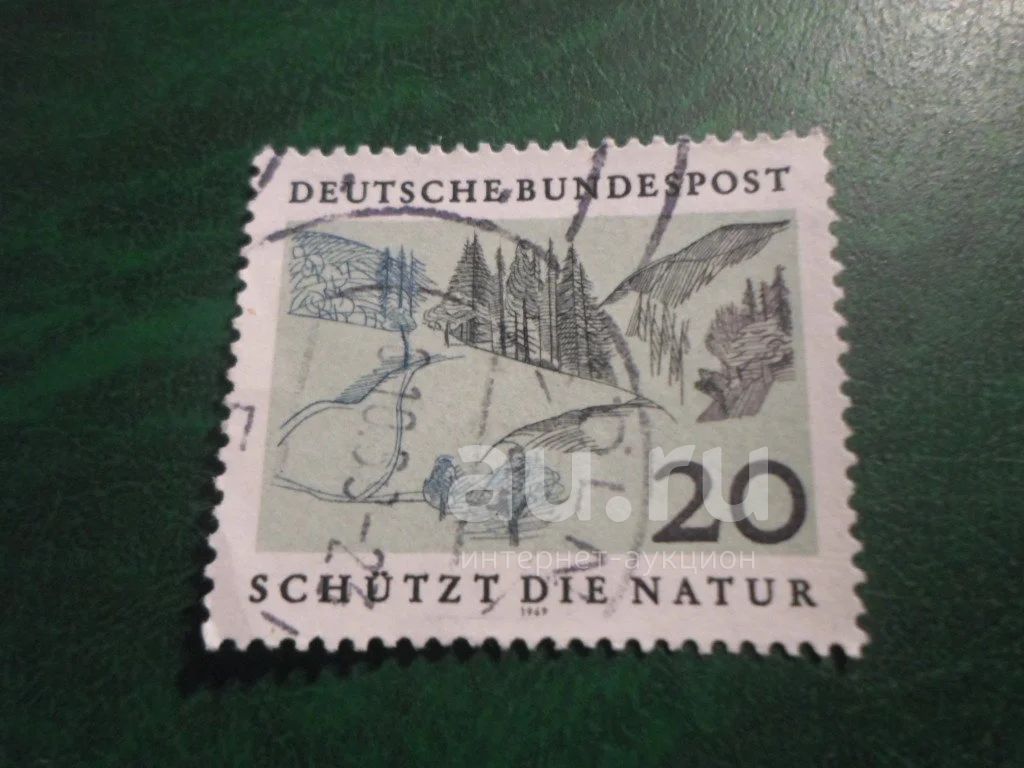 DEUTSCHE BUNDESPOST
au.ru
20
интернет-аукцион
SCHÜTZT DIE NATUR
1969